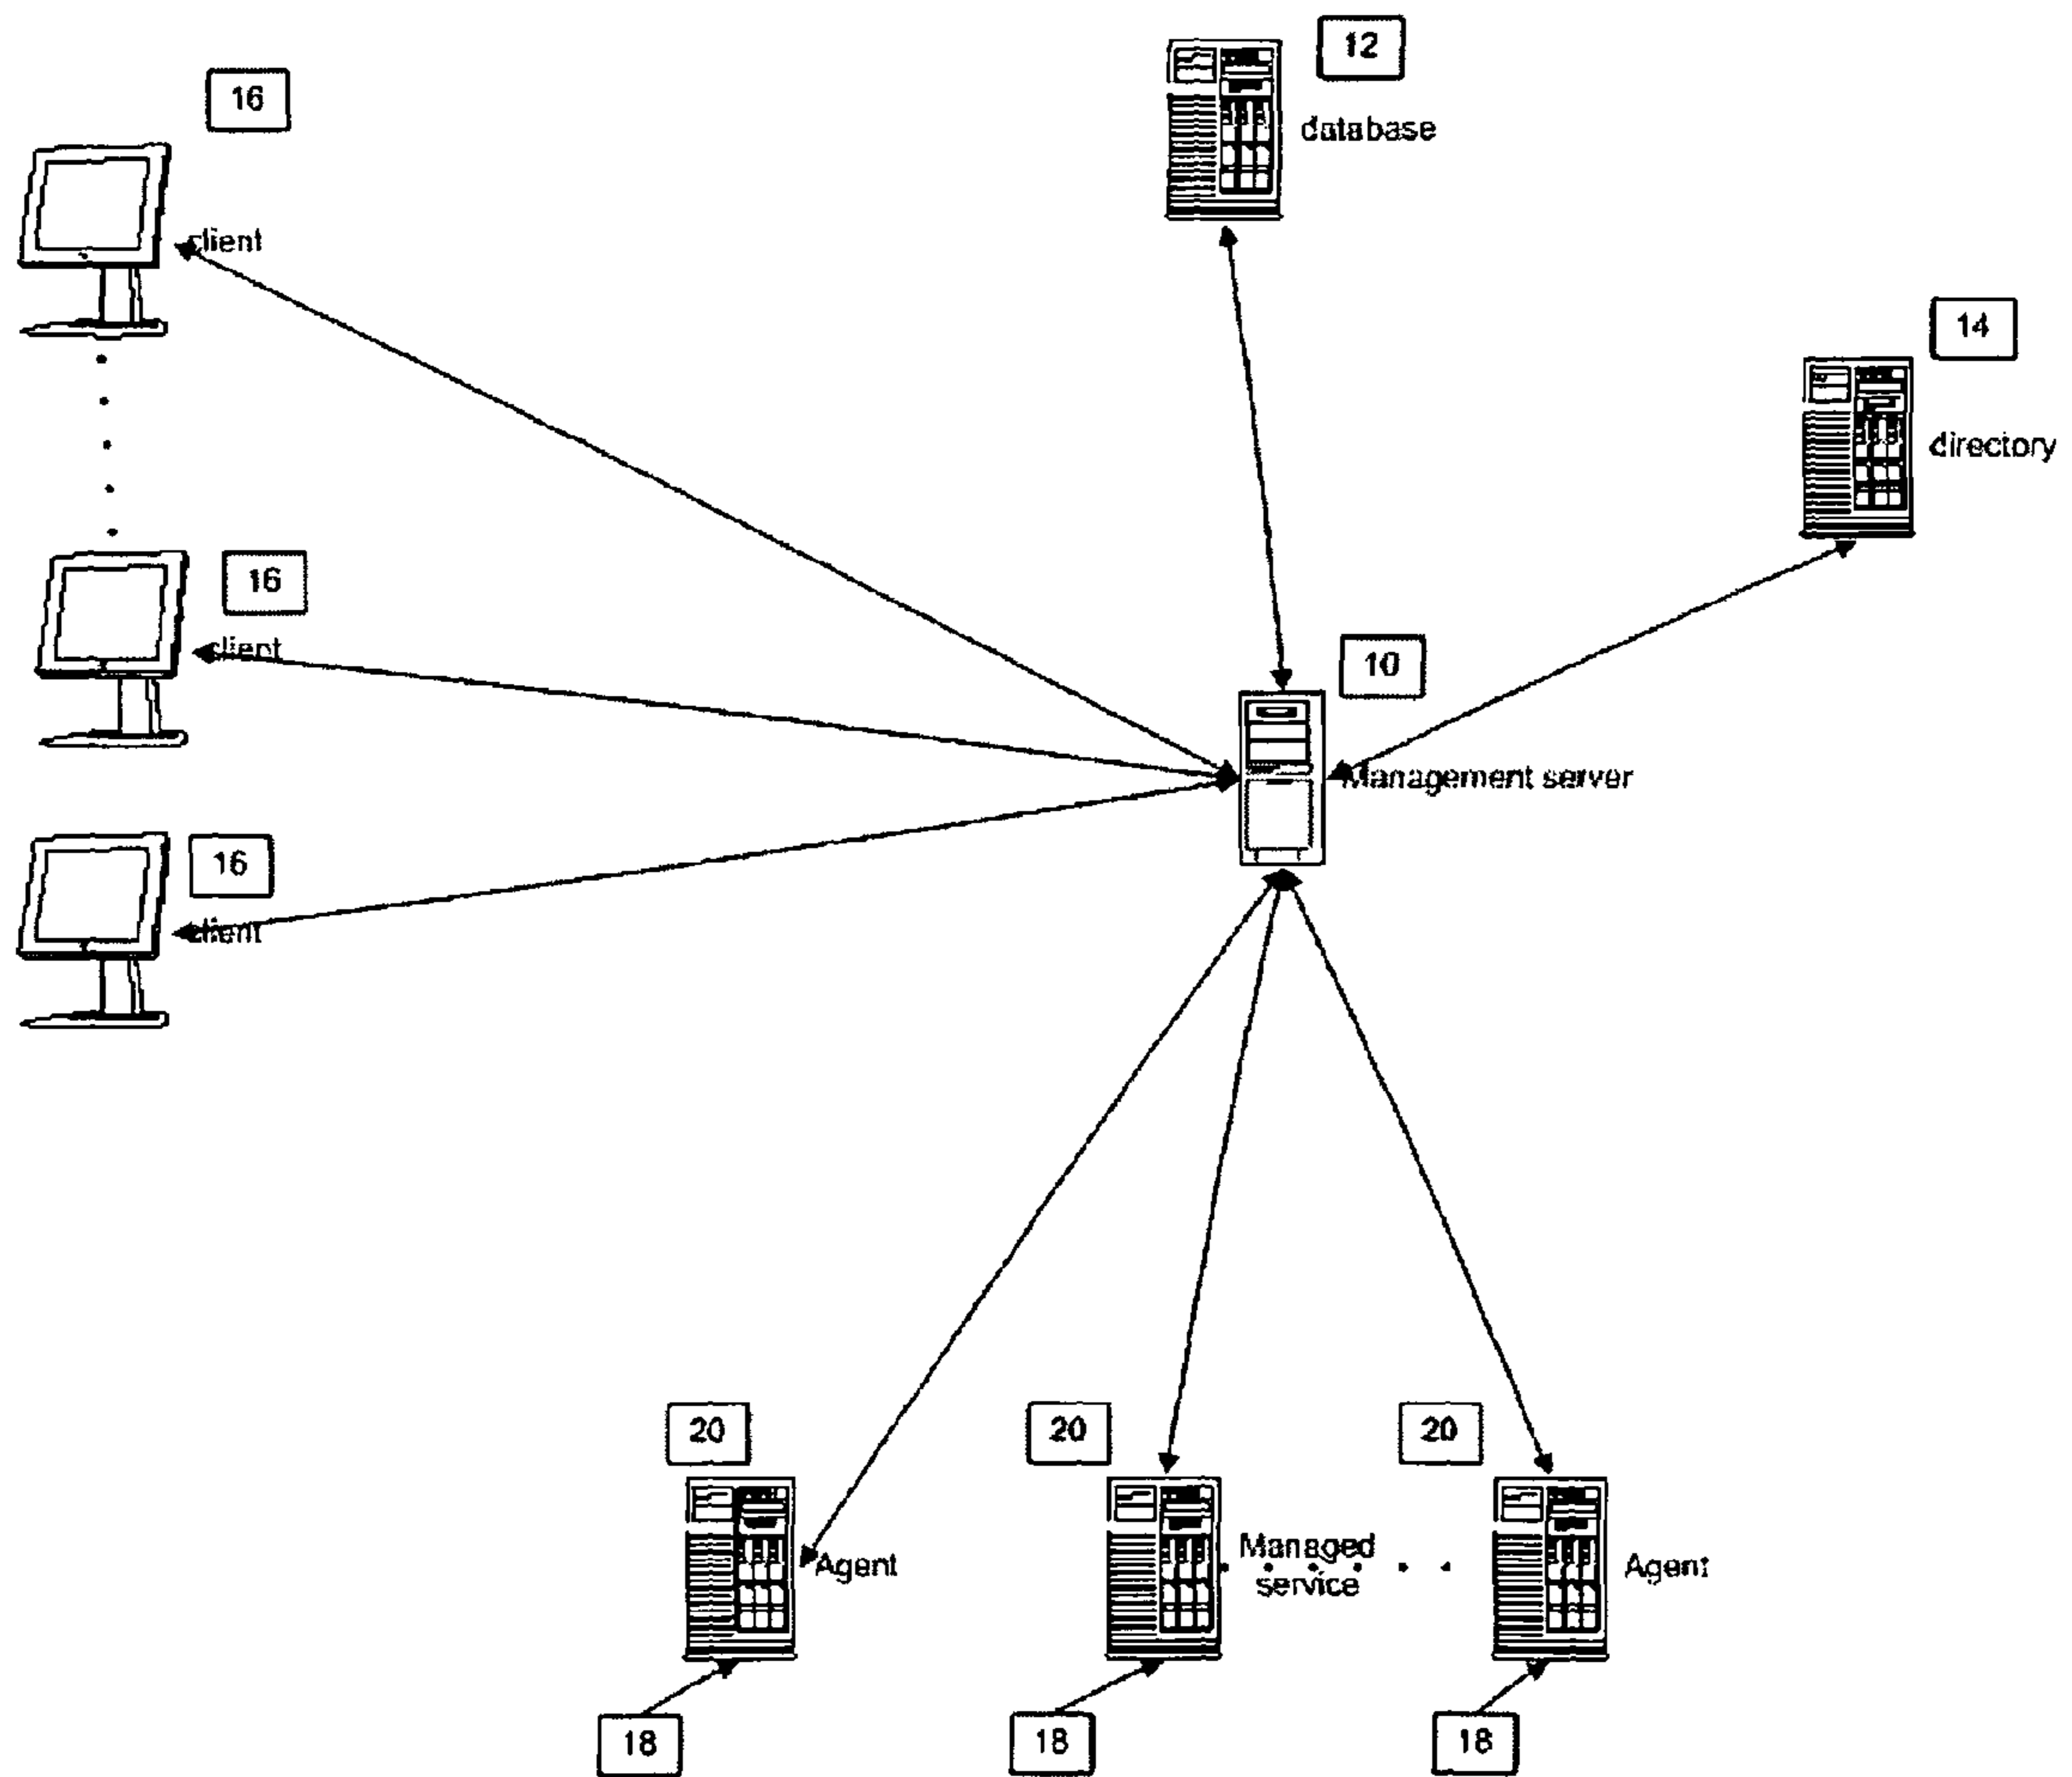 12
database
16
client
14
directory
16
client
10
Management server
16
client
20
20
20
Agent
Managed
service
Agent
18
18
18